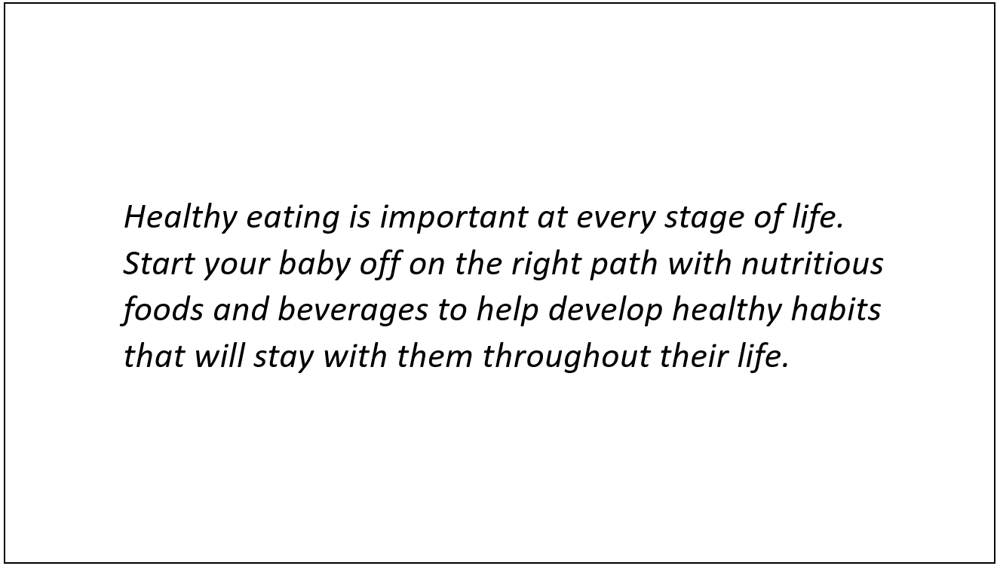 Healthy eating is important at every stage of life.
Start your baby off on the right path with nutritious
foods and beverages to help develop healthy habits
that will stay with them throughout their life.